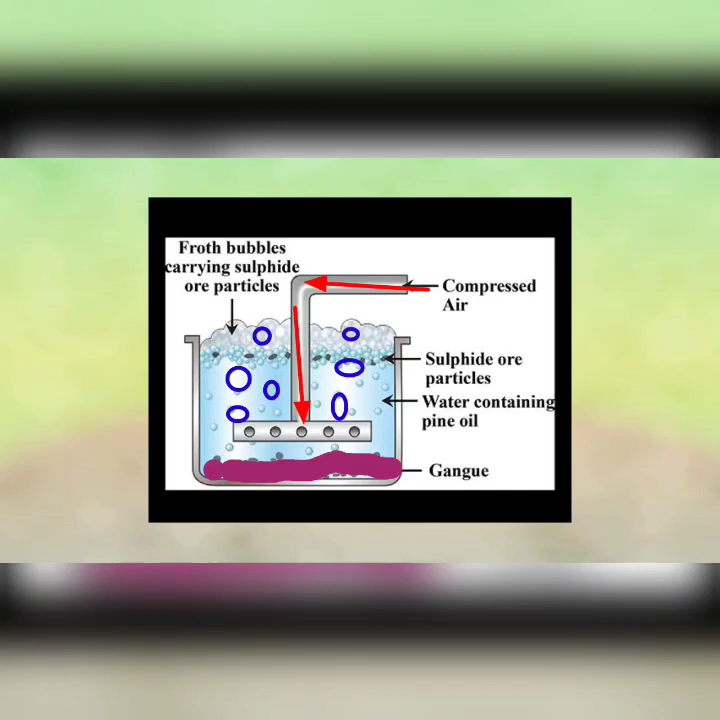 Froth bubbles
carrying sulphide
ore particles
Compressed
Air
Sulphide ore
particles
Water containing
pine oil
Gangue